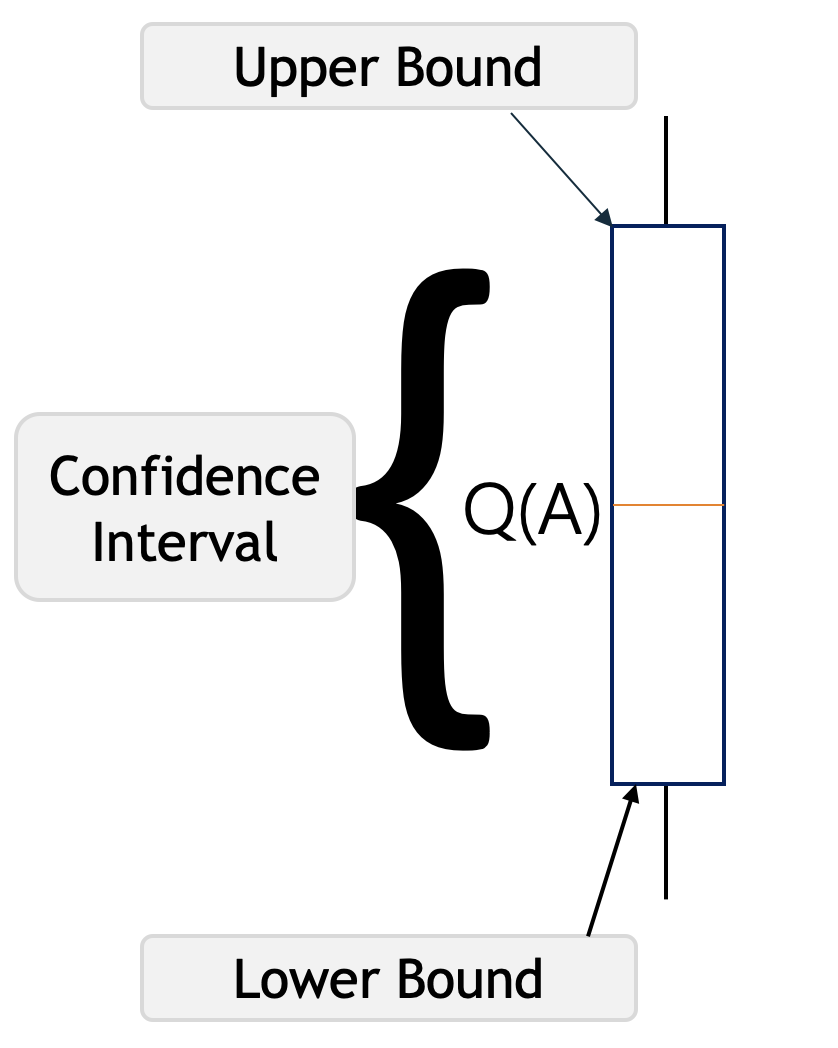 Upper Bound
Confidence
Interval
{
Q(A)
Lower Bound